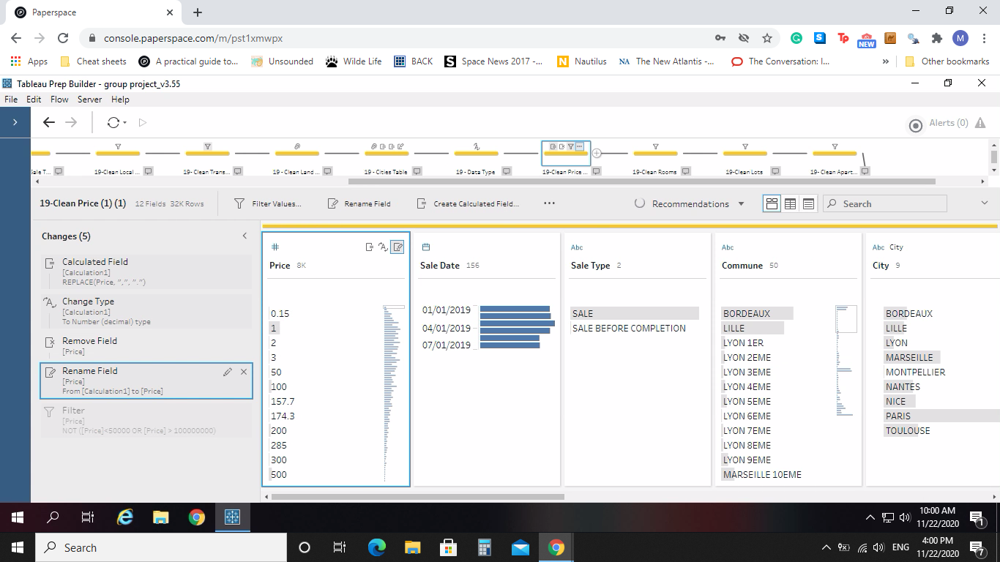 Paperspace
console.paperspace.com/m/pst1xmwpx
NEW
M
Apps
Cheat sheets
A practical guide to...
Unsounded
Wilde Life
BACK
Space News 2017 -...
Nautilus
The New Atlantis -...
The Conversation: I...
Other bookmarks
Tableau Prep Builder - group project_v3.55
File Edit Flow Server Help
Alerts (0)
ale T...
19-Clean Local ...
19- Clean Trans...
19 - Clean Land ...
19 - Cities Table
19 - Data Type
19-Clean Price ...
19-Clean Rooms
19-Clean Lots
19- Clean Apart...
19-Clean Price (1) (1) 12 Fields 32K Rows
Filter Values...
Rename Field
Create Calculated Field...
Recommendations
Search
Changes (5)
Calculated Field
[Calculation1]
REPLACE(Price, ",", ".")
Change Type
[Calculation1]
To Number (decimal) type
Remove Field
[Price]
Rename Field
[Price]
From [Calculation1] to [Price]
Filter
[Price]
NOT ([Price]<50000 OR [Price] > 100000000)
#
Price 8K
0.15
1
2
3
50
100
157.7
174.3
200
285
300
500
Sale Date 156
01/01/2019
04/01/2019
07/01/2019
Abc
Sale Type 2
SALE
SALE BEFORE COMPLETION
Abc
Commune 50
BORDEAUX
LILLE
LYON 1ER
LYON 2EME
LYON 3EME
LYON 4EME
LYON 5EME
LYON 6EME
LYON 7EME
LYON 8EME
LYON 9EME
MARSEILLE 10EME
Abc City
City 9
BORDEAUX
LILLE
LYON
MARSEILLE
MONTPELLIER
NANTES
NICE
PARIS
TOULOUSE
10:00 AM
11/22/2020
1
Search
ENG
4:00 PM
11/22/2020
7